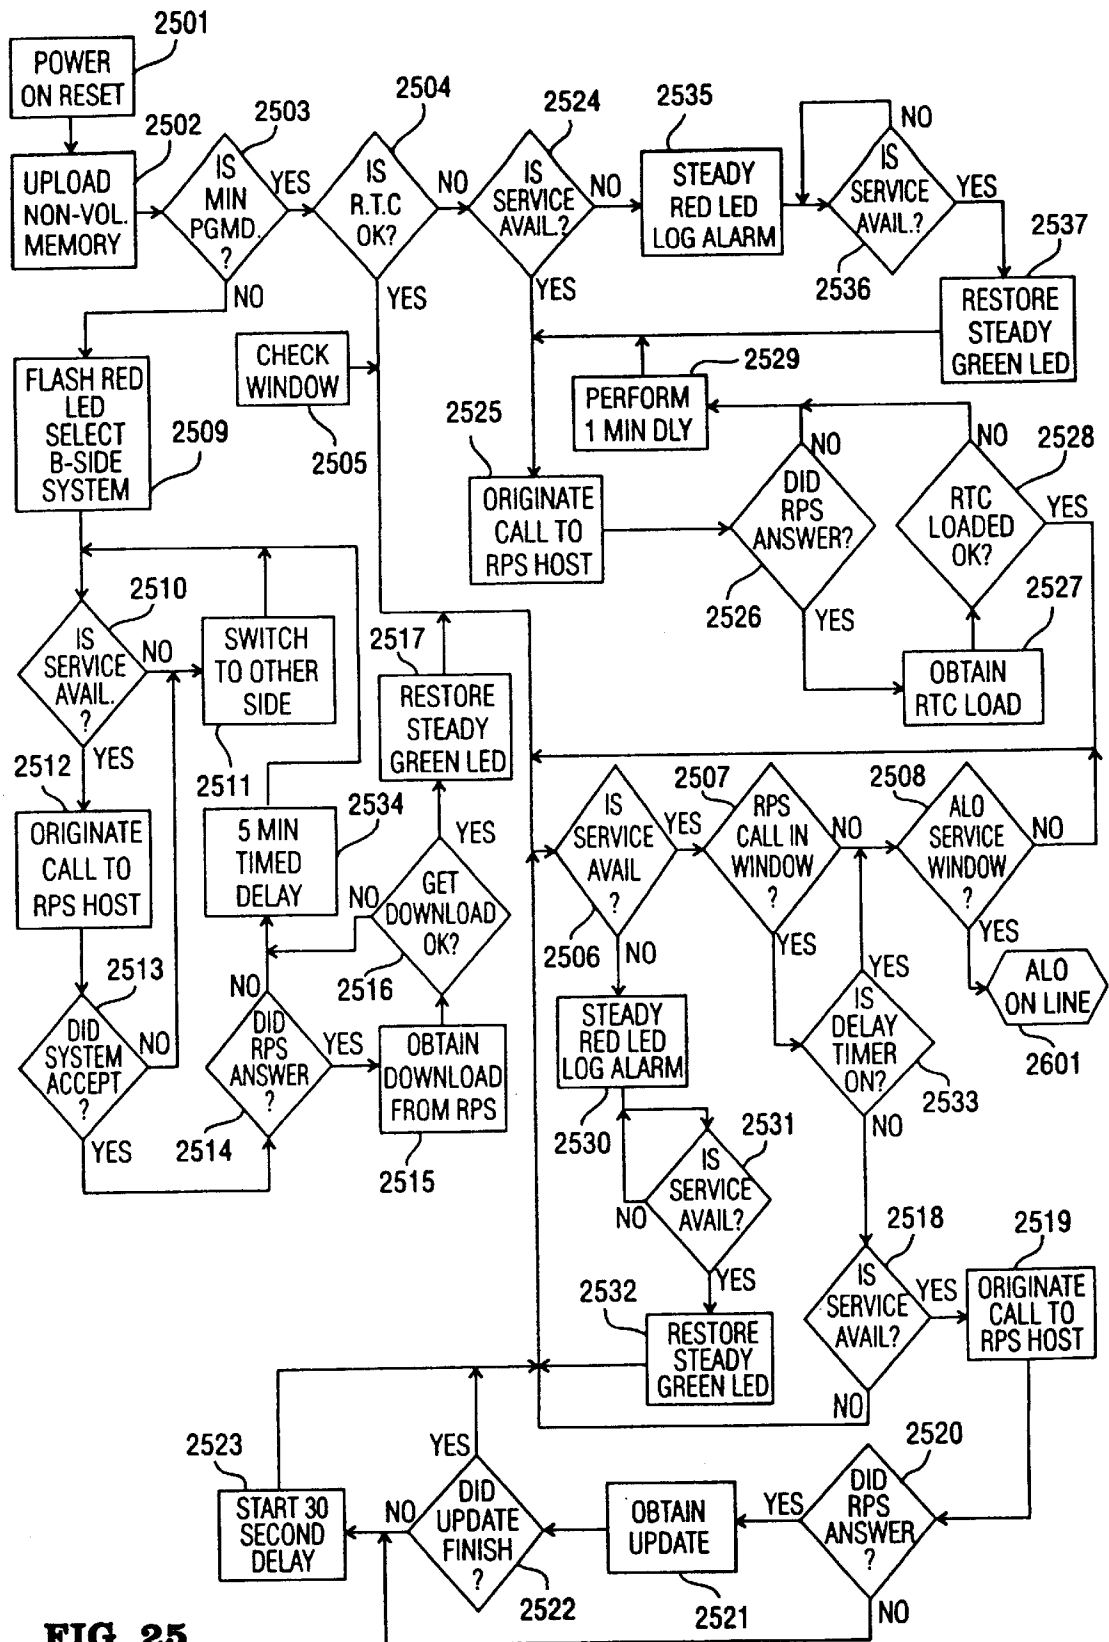 2501
POWER
ON RESET
2502
UPLOAD
NON-VOL.
MEMORY
2503
IS
MIN
PGMD.
?
YES
NO
2504
IS
R.T.C
OK?
NO
YES
2524
IS
SERVICE
AVAIL.?
NO
YES
2535
STEADY
RED LED
LOG ALARM
NO
IS
SERVICE
AVAIL.?
YES
2536
2537
RESTORE
STEADY
GREEN LED
CHECK
WINDOW
2505
2529
PERFORM
1 MIN DLY
FLASH RED
LED
SELECT
B-SIDE
SYSTEM
2509
2525
ORIGINATE
CALL TO
RPS HOST
NO
DID
RPS
ANSWER?
2526
YES
NO
2528
RTC
LOADED
OK?
YES
2527
OBTAIN
RTC LOAD
2510
IS
SERVICE
AVAIL.
?
NO
YES
SWITCH
TO OTHER
SIDE
2511
2517
RESTORE
STEADY
GREEN LED
2512
ORIGINATE
CALL TO
RPS HOST
2534
5 MIN
TIMED
DELAY
YES
NO
GET
DOWNLOAD
OK?
2516
2513
DID
SYSTEM
ACCEPT
?
NO
YES
NO
DID
RPS
ANSWER
?
YES
2514
OBTAIN
DOWNLOAD
FROM RPS
2515
IS
SERVICE
AVAIL
?
YES
2506
NO
2507
RPS
CALL IN
WINDOW
?
NO
YES
2508
ALO
SERVICE
WINDOW
?
NO
YES
ALO
ON LINE
2601
STEADY
RED LED
LOG ALARM
2530
YES
IS
DELAY
TIMER
ON?
2533
NO
2531
IS
SERVICE
AVAIL?
NO
YES
2532
RESTORE
STEADY
GREEN LED
2518
IS
SERVICE
AVAIL?
YES
NO
2519
ORIGINATE
CALL TO
RPS HOST
2523
START 30
SECOND
DELAY
YES
NO
DID
UPDATE
FINISH
?
2522
OBTAIN
UPDATE
2521
YES
2520
DID
RPS
ANSWER
?
NO
FIG. 25